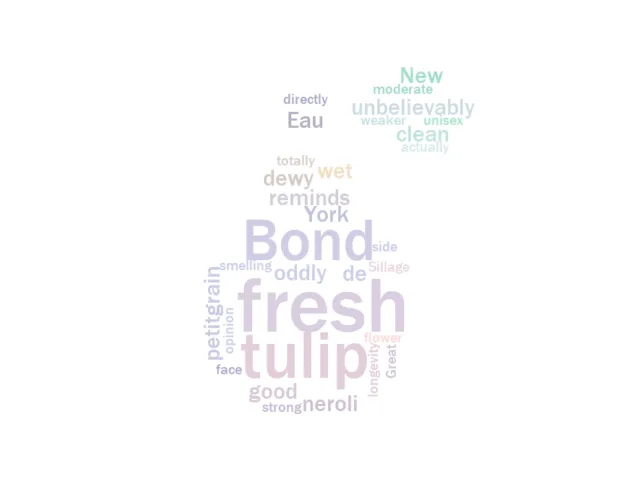 New
moderate
directly
unbelievably
Eau
weaker unisex
clean
actually
totally
wet
dewy
reminds
York
Bond
side
smelling
oddly de Sillage
petitgrain
fresh
opinion
flower
tulip
longevity
Great
face
good
strong neroli